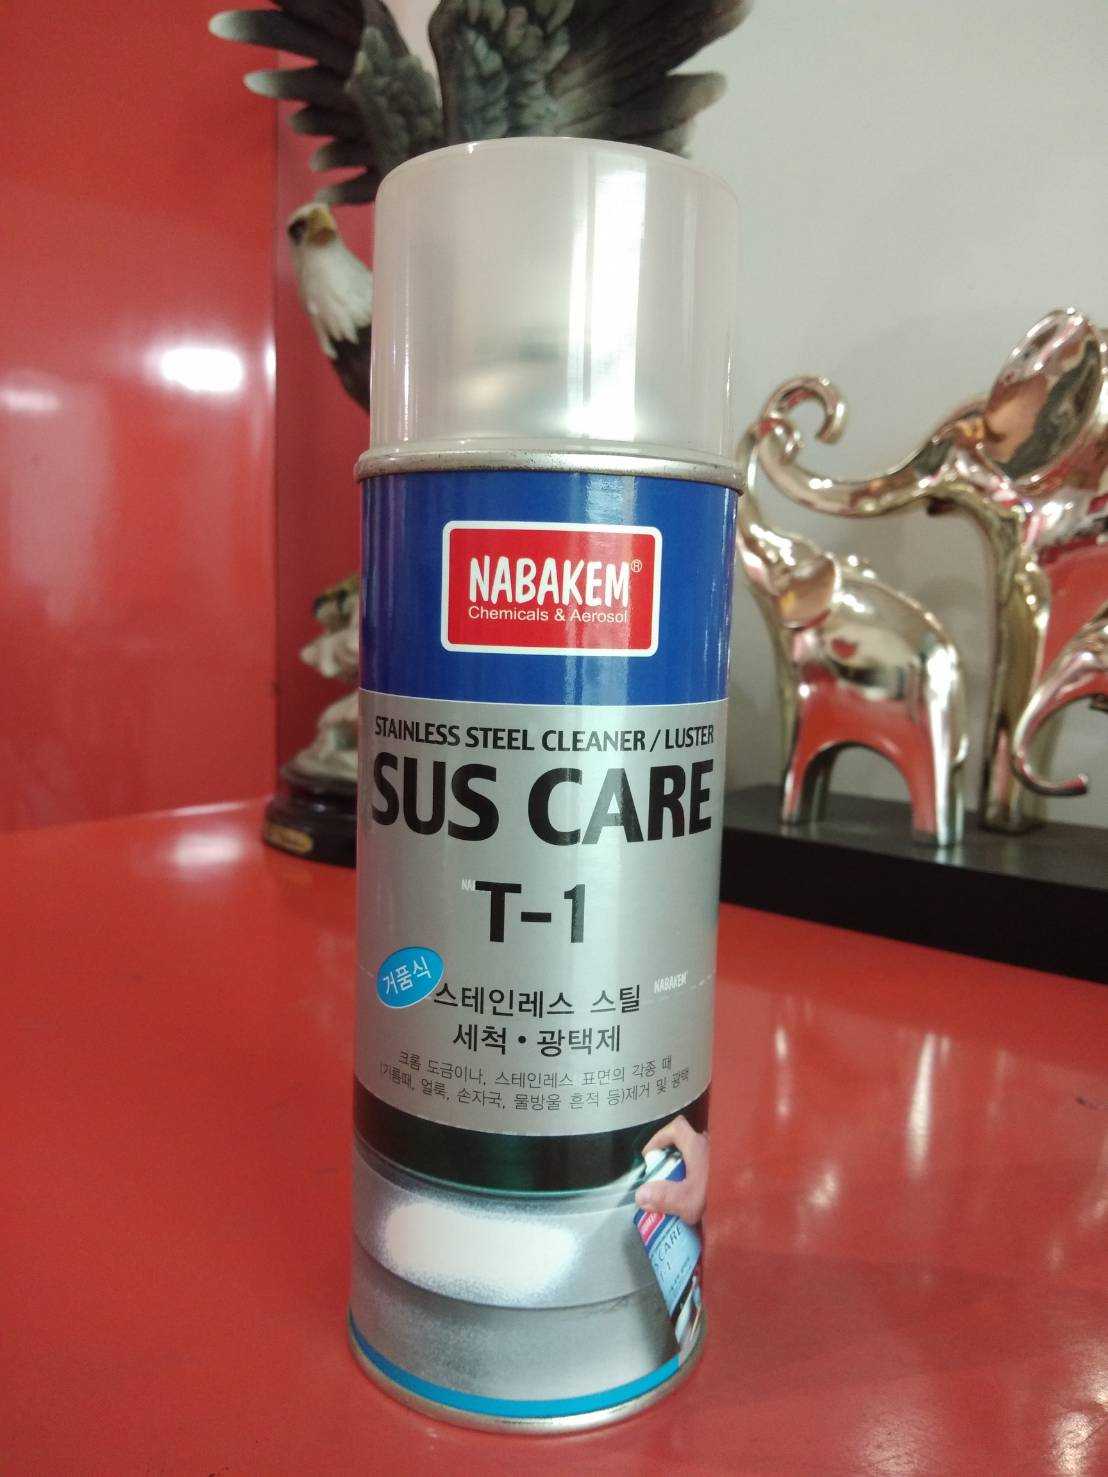 NABAKEM®
Chemicals & Aerosol
STAINLESS STEEL CLEANER / LUSTER
SUS CARE
T-1
거품식
NABAKEM
스테인레스 스틸
세척·광택제
크롬 도금이나, 스테인레스 표면의 각종 때
(기름때, 얼룩, 손자국, 물방울 흔적 등)제거 및 광택
CARE